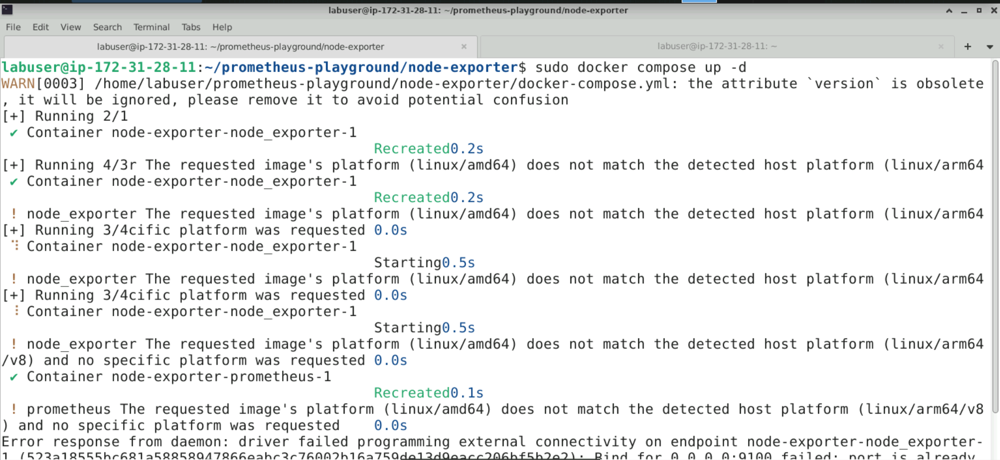 labuser@ip-172-31-28-11: ~/prometheus-playground/node-exporter
File Edit View Search Terminal Tabs Help
labuser@ip-172-31-28-11: ~/prometheus-playground/node-exporter
labuser@ip-172-31-28-11: ~
labuser@ip-172-31-28-11:~/prometheus-playground/node-exporter$ sudo docker compose up -d
WARN[0003] /home/labuser/prometheus-playground/node-exporter/docker-compose.yml: the attribute `version` is obsolete
, it will be ignored, please remove it to avoid potential confusion
[+] Running 2/1
✔ Container node-exporter-node_exporter-1
Recreated0.2s
[+] Running 4/3r The requested image's platform (linux/amd64) does not match the detected host platform (linux/arm64
✔ Container node-exporter-node_exporter-1
Recreated0.2s
! node_exporter The requested image's platform (linux/amd64) does not match the detected host platform (linux/arm64
[+] Running 3/4cific platform was requested 0.0s
⠹ Container node-exporter-node_exporter-1
Starting0.5s
! node_exporter The requested image's platform (linux/amd64) does not match the detected host platform (linux/arm64
[+] Running 3/4cific platform was requested 0.0s
⠸ Container node-exporter-node_exporter-1
Starting0.5s
! node_exporter The requested image's platform (linux/amd64) does not match the detected host platform (linux/arm64
/v8) and no specific platform was requested 0.0s
✔ Container node-exporter-prometheus-1
Recreated0.1s
! prometheus The requested image's platform (linux/amd64) does not match the detected host platform (linux/arm64/v8
) and no specific platform was requested 0.0s
Error response from daemon: driver failed programming external connectivity on endpoint node-exporter-node_exporter-
1 (523a18555bc681a58858947866eabc3c76002b16a759de13d9eacc206bf5b2e2): Bind for 0.0.0.0:9100 failed: port is already